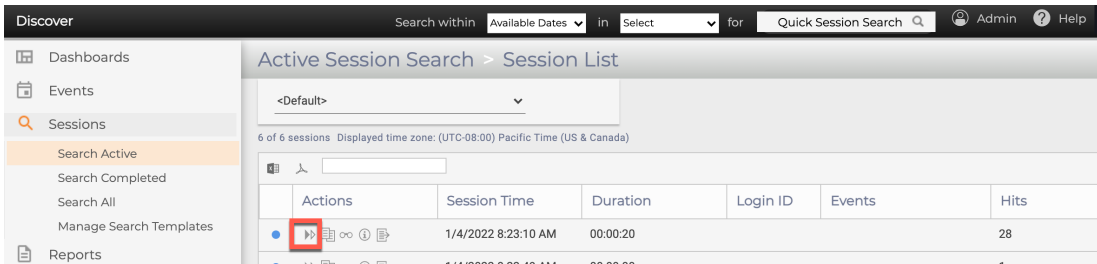 Discover
Search within Available Dates in Select for Quick Session Search Admin Help
Dashboards
Events
Sessions
Search Active
Search Completed
Search All
Manage Search Templates
Reports
Active Session Search > Session List
<Default>
6 of 6 sessions Displayed time zone: (UTC-08:00) Pacific Time (US & Canada)
Actions Session Time Duration Login ID Events Hits
1/4/2022 8:23:10 AM 00:00:20 28